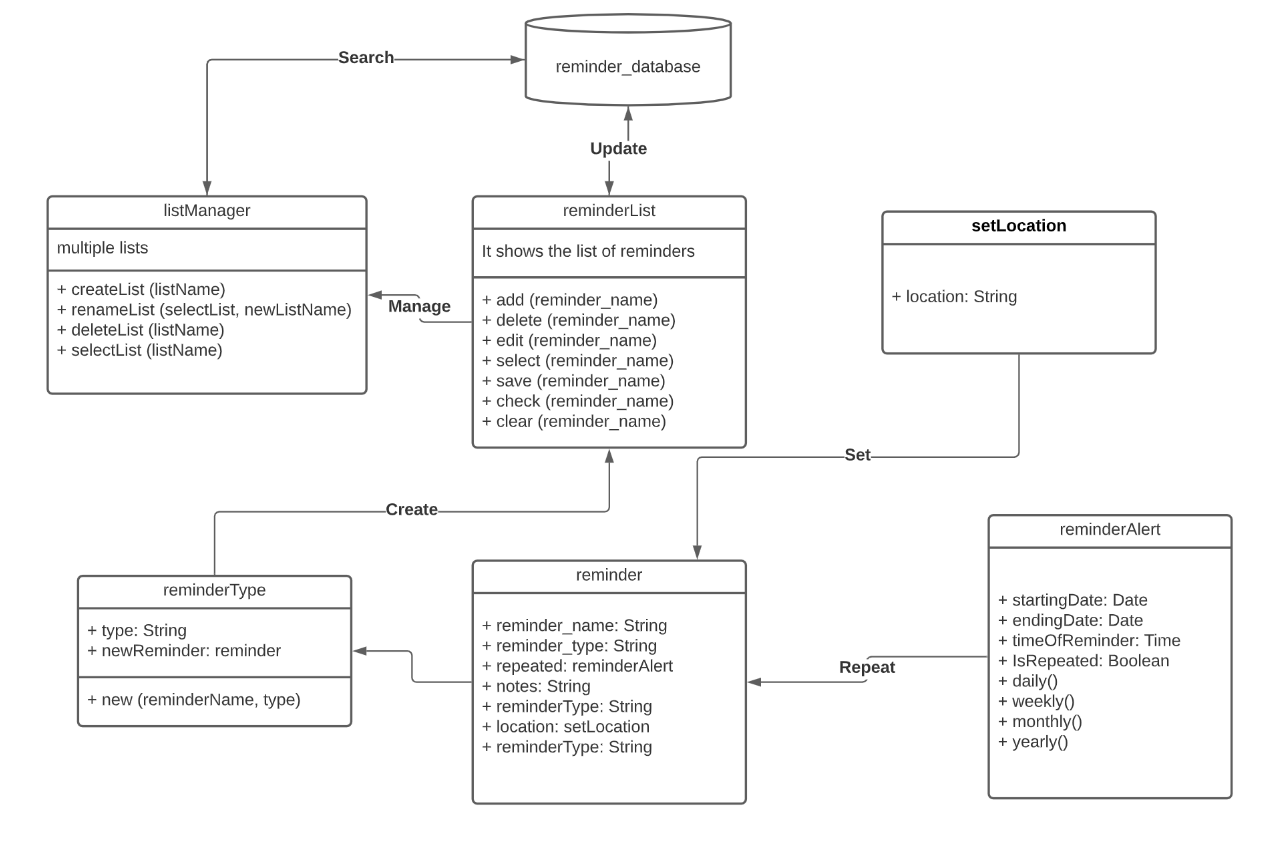 Search
reminder_database
Update
listManager
multiple lists
+ createList (listName)
+ renameList (selectList, newListName)
+ deleteList (listName)
+ selectList (listName)
Manage
reminderList
It shows the list of reminders
+ add (reminder_name)
+ delete (reminder_name)
+ edit (reminder_name)
+ select (reminder_name)
+ save (reminder_name)
+ check (reminder_name)
+ clear (reminder_name)
setLocation
+ location: String
Set
Create
reminderType
+ type: String
+ newReminder: reminder
+ new (reminderName, type)
reminder
+ reminder_name: String
+ reminder_type: String
+ repeated: reminderAlert
+ notes: String
+ reminderType: String
+ location: setLocation
+ reminderType: String
Repeat
reminderAlert
+ startingDate: Date
+ endingDate: Date
+ timeOfReminder: Time
+ IsRepeated: Boolean
+ daily()
+ weekly()
+ monthly()
+ yearly()